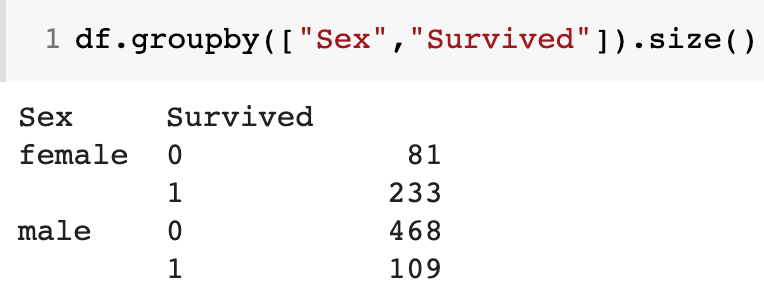 1 df.groupby(["Sex","Survived"]).size()
Sex Survived
female 0 81
1 233
male 0 468
1 109